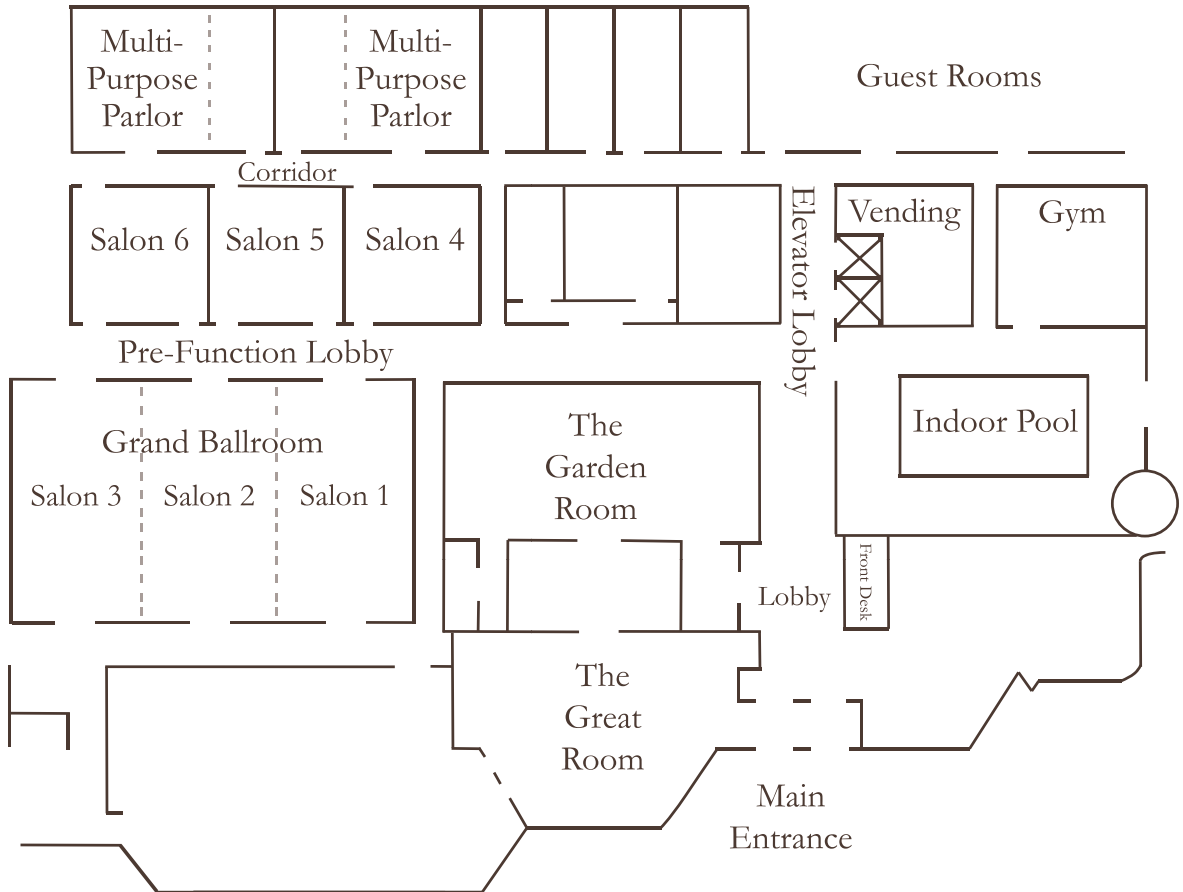 Multi-
Purpose
Parlor
Multi-
Purpose
Parlor
Guest Rooms
Corridor
Salon 6
Salon 5
Salon 4
Elevator Lobby
Vending
Gym
Pre-Function Lobby
Grand Ballroom
Salon 3
Salon 2
Salon 1
The
Garden
Room
Indoor Pool
Lobby
Front Desk
The
Great
Room
Main
Entrance